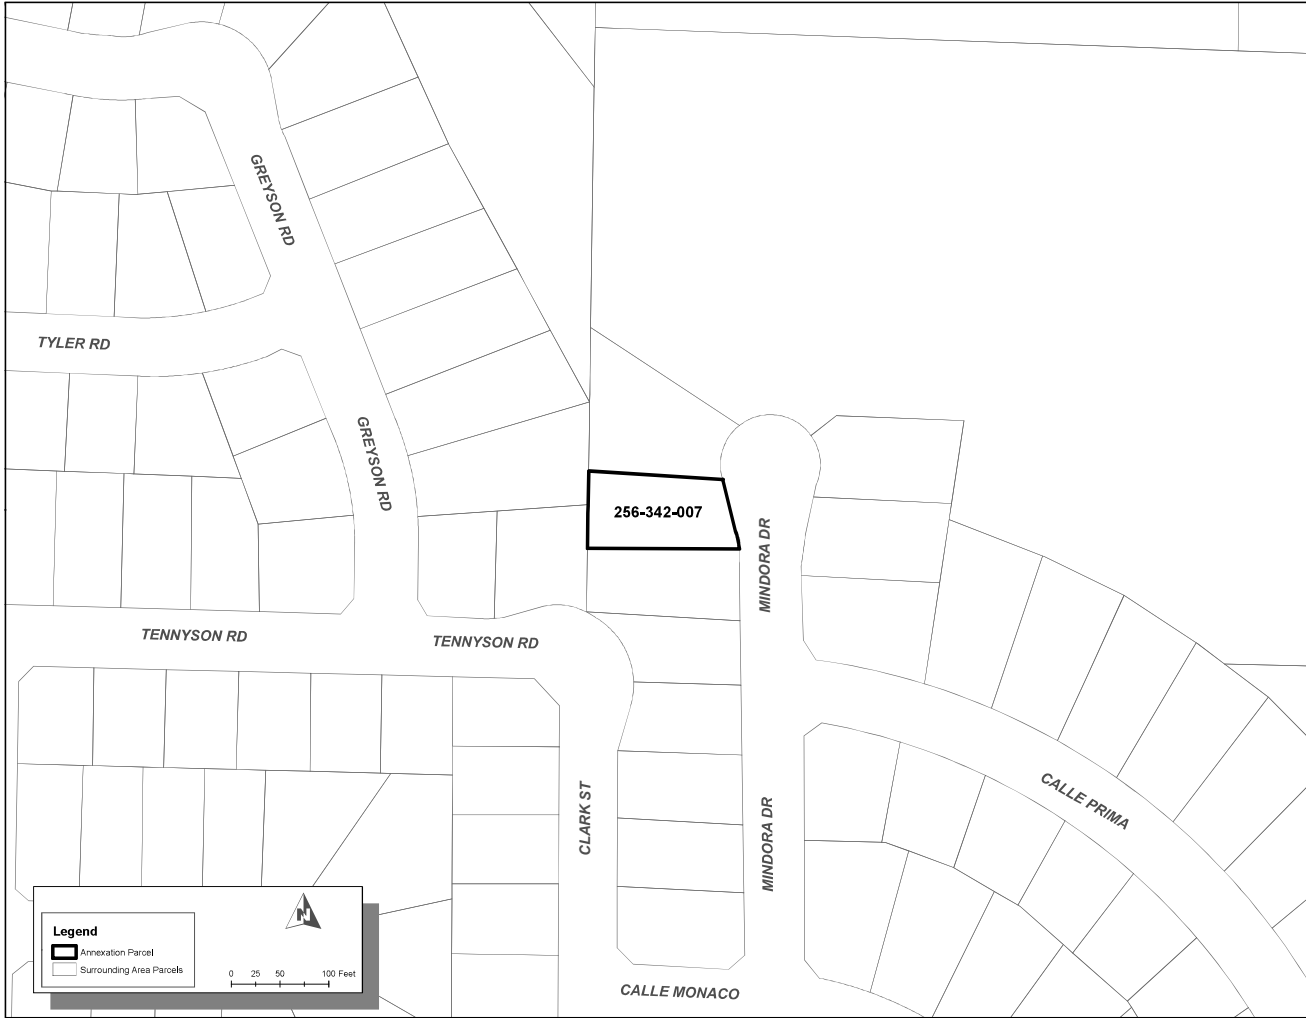 GREYSON RD
TYLER RD
GREYSON RD
256-342-007
MINDORA DR
TENNYSON RD
TENNYSON RD
CALLE PRIMA
CLARK ST
MINDORA DR
N
Legend
Annexation Parcel
Surrounding Area Parcels
0 25 50 100 Feet
CALLE MONACO